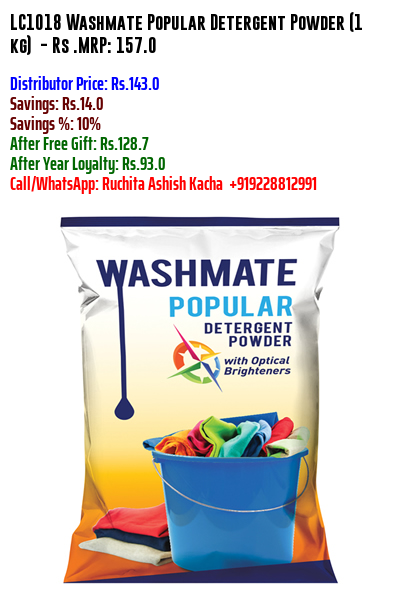 LC1018 Washmate Popular Detergent Powder (1
kg) - Rs .MRP: 157.0
Distributor Price: Rs.143.0
Savings: Rs.14.0
Savings %: 10%
After Free Gift: Rs.128.7
After Year Loyalty: Rs.93.0
Call/WhatsApp: Ruchita Ashish Kacha +919228812991
WASHMATE
POPULAR
DETERGENT
POWDER
with Optical
Brighteners